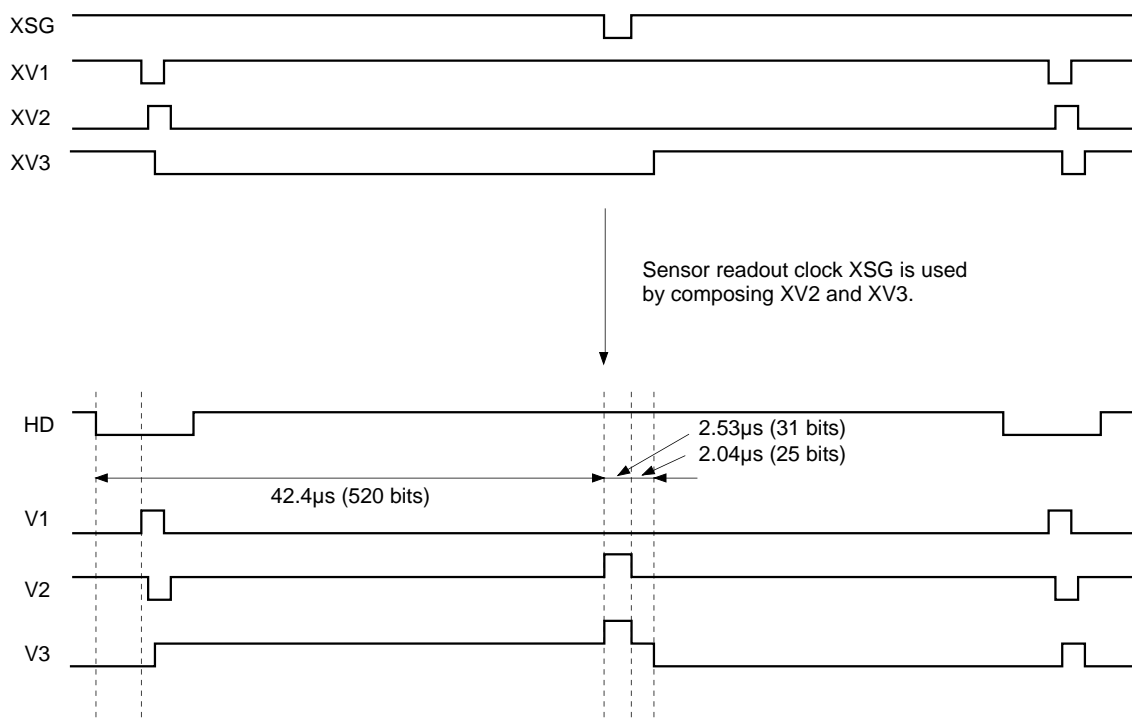 XSG
XV1
XV2
XV3
Sensor readout clock XSG is used
by composing XV2 and XV3.
HD
2.53µs (31 bits)
2.04µs (25 bits)
42.4µs (520 bits)
V1
V2
V3